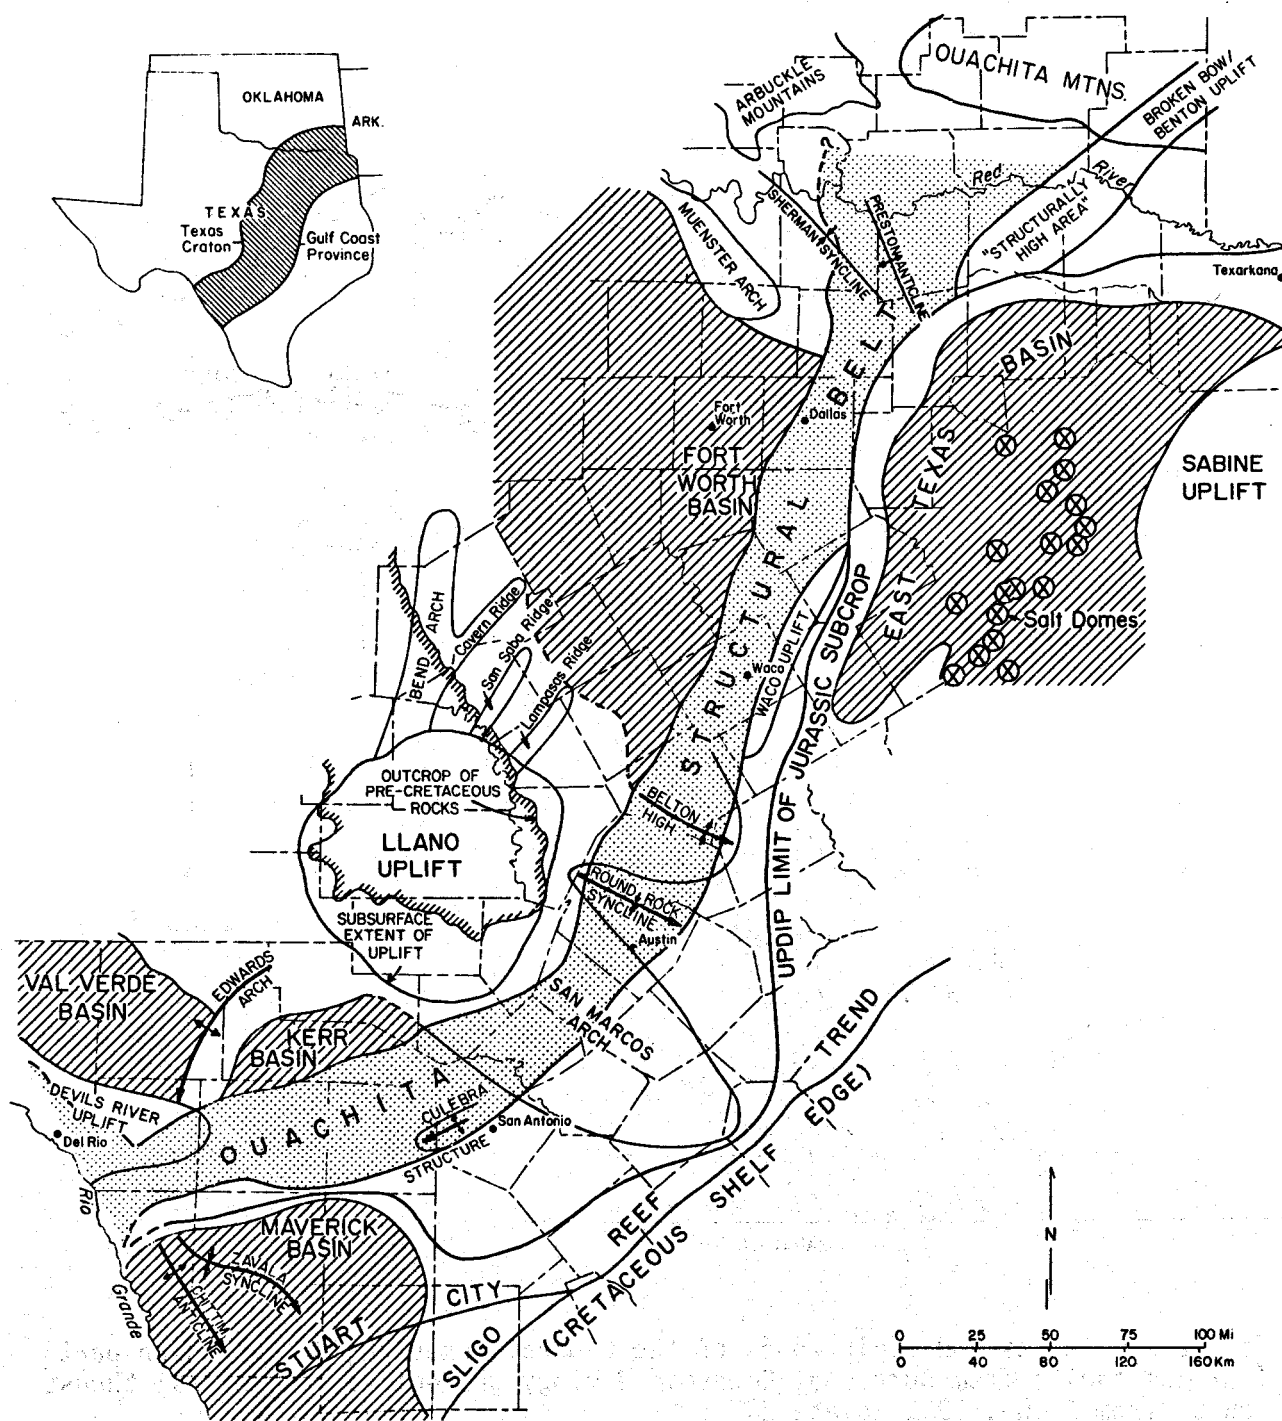 OKLAHOMA
ARK.
TEXAS
Texas
Craton
Gulf Coast
Province
ARBUCKLE
MOUNTAINS
OUACHITA MTNS.
BROKEN BOW/
BENTON UPLIFT
?
Red
River
SHERMAN SYNCLINE
PRESTON ANTICLINE
MUENSTER ARCH
"STRUCTURALLY
HIGH AREA"
Texarkana
EAST TEXAS BASIN
Fort
Worth
Dallas
FORT
WORTH
BASIN
SABINE
UPLIFT
Salt Domes
BEND ARCH
Cavern Ridge
San Saba Ridge
Lampasas Ridge
Waco
WACO UPLIFT
OUACHITA STRUCTURAL BELT
UPDIP LIMIT OF JURASSIC SUBCROP
OUTCROP OF
PRE-CRETACEOUS
ROCKS
LLANO
UPLIFT
SUBSURFACE
EXTENT OF
UPLIFT
BELTON
HIGH
ROUND ROCK
SYNCLINE
Austin
VAL VERDE
BASIN
EDWARDS
ARCH
KERR
BASIN
SAN MARCOS
ARCH
DEVILS RIVER
UPLIFT
Del Rio
?
CULEBRA
STRUCTURE
San Antonio
Rio
Grande
MAVERICK
BASIN
ZAVALA
SYNCLINE
CHITTIM
ANTICLINE
STUART CITY REEF TREND
SLIGO (CRETACEOUS SHELF EDGE)
N
0 25 50 75 100 Mi
0 40 80 120 160 Km